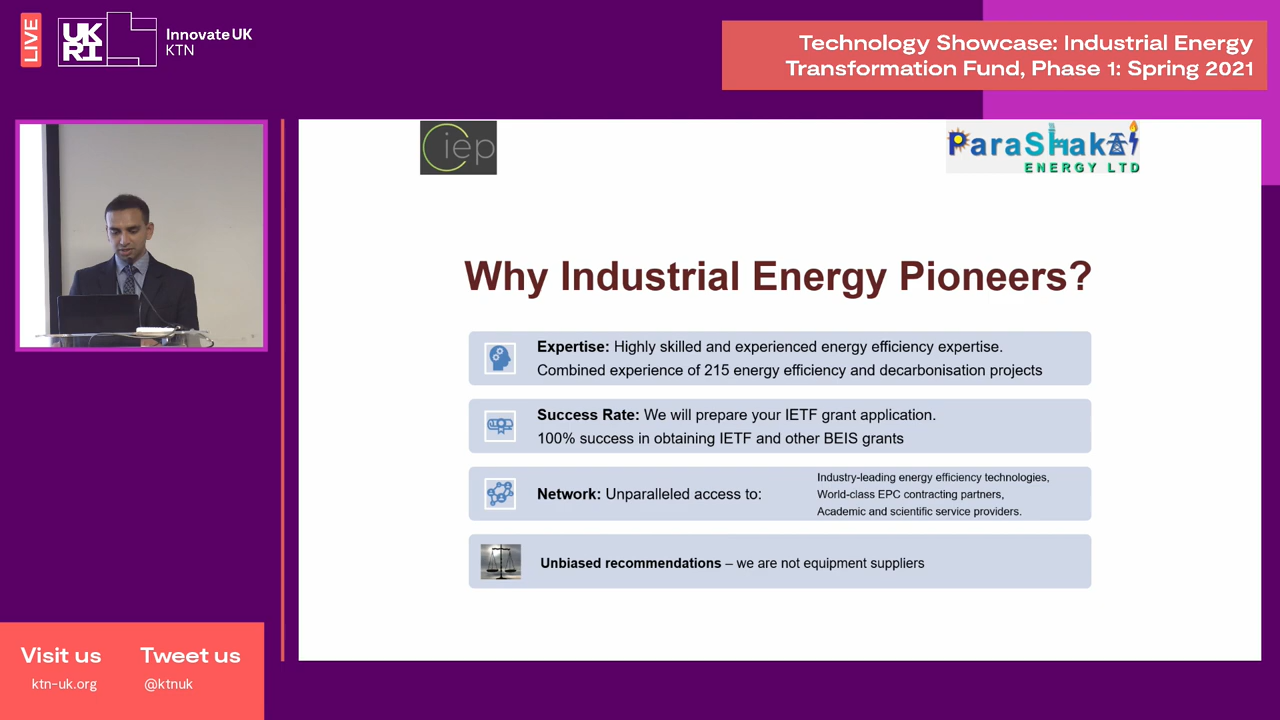 LIVE
UK
RI
Innovate UK
KTN
Technology Showcase: Industrial Energy
Transformation Fund, Phase 1: Spring 2021
iep
ParaShakti
ENERGY LTD
Why Industrial Energy Pioneers?
Expertise: Highly skilled and experienced energy efficiency expertise.
Combined experience of 215 energy efficiency and decarbonisation projects
Success Rate: We will prepare your IETF grant application.
100% success in obtaining IETF and other BEIS grants
Network: Unparalleled access to:
Industry-leading energy efficiency technologies,
World-class EPC contracting partners,
Academic and scientific service providers.
Unbiased recommendations – we are not equipment suppliers
Visit us
ktn-uk.org
Tweet us
@ktnuk